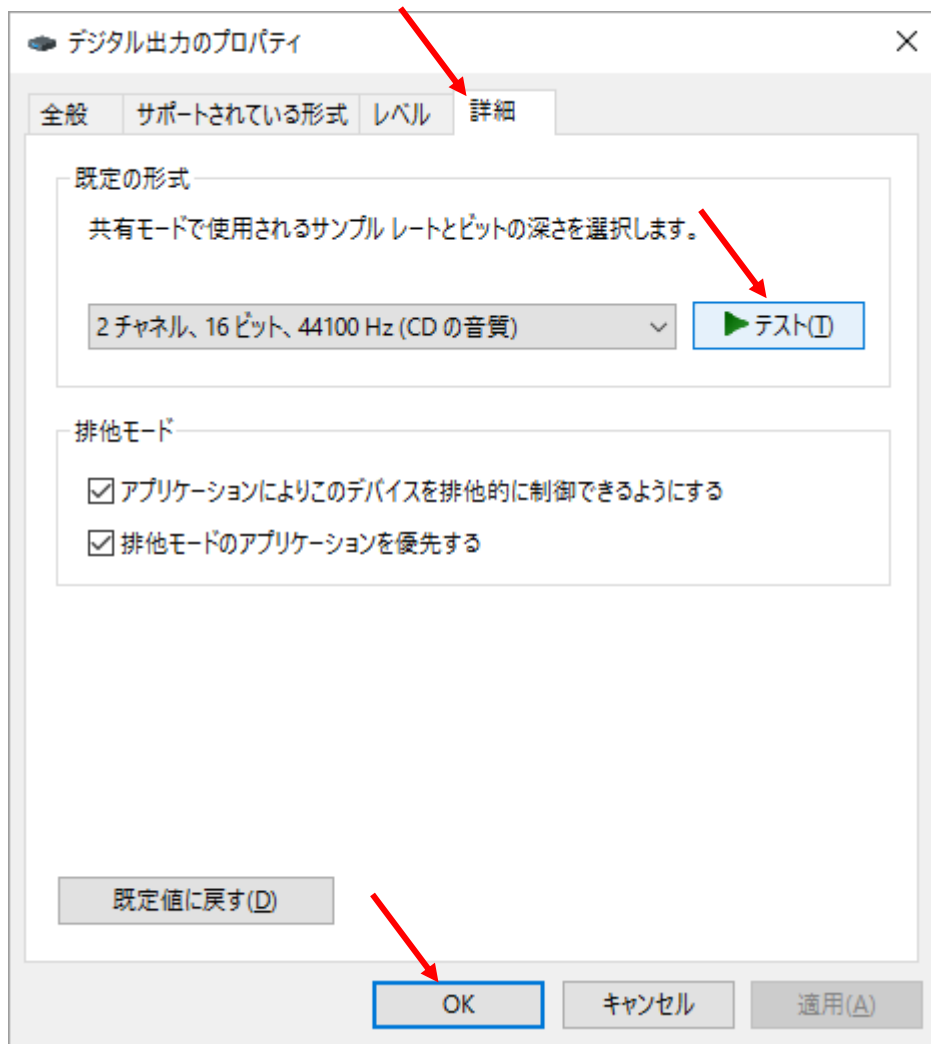 デジタル出力のプロパティ
全般 サポートされている形式 レベル 詳細
既定の形式
共有モードで使用されるサンプル レートとビットの深さを選択します。
2 チャネル、16 ビット、44100 Hz (CD の音質) テスト(T)
排他モード
アプリケーションによりこのデバイスを排他的に制御できるようにする
排他モードのアプリケーションを優先する
既定値に戻す(D)
OK キャンセル 適用(A)